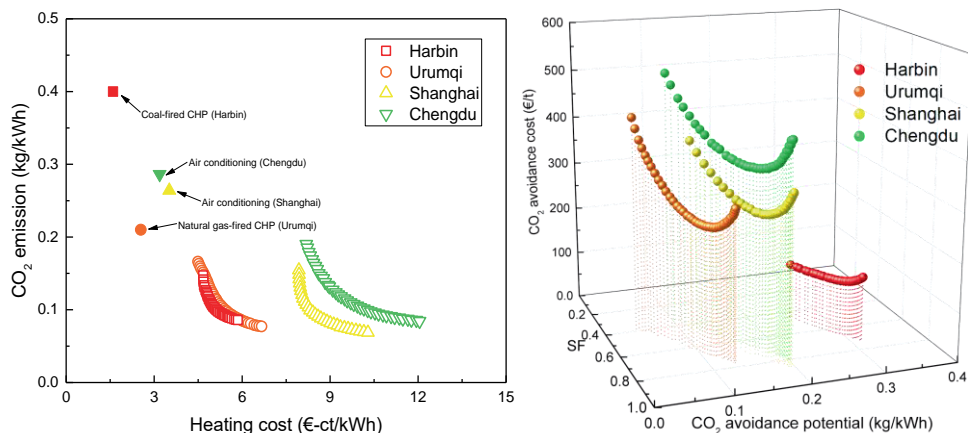 0.5
0.4
0.3
0.2
0.1
0.0
CO2 emission (kg/kWh)
Harbin
Urumqi
Shanghai
Chengdu
Coal-fired CHP (Harbin)
Air conditioning (Chengdu)
Air conditioning (Shanghai)
Natural gas-fired CHP (Urumqi)
0
3
6
9
12
15
Heating cost (€-ct/kWh)
600
500
400
300
200
100
0.0
CO2 avoidance cost (€/t)
Harbin
Urumqi
Shanghai
Chengdu
0.2
0.4
0.6
0.8
1.0
SF
0.0
0.1
0.2
0.3
0.4
CO2 avoidance potential (kg/kWh)